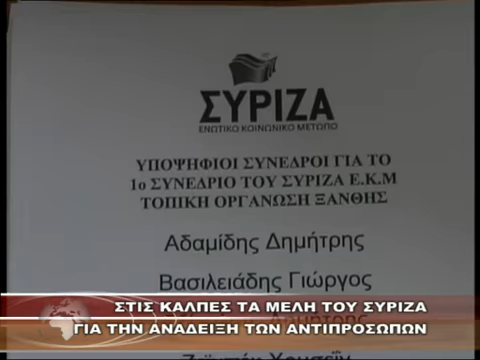 ΣΥΡΙΖΑ
ΕΝΩΤΙΚΟ ΚΟΙΝΩΝΙΚΟ ΜΕΤΩΠΟ
ΥΠΟΨΗΦΙΟΙ ΣΥΝΕΔΡΟΙ ΓΙΑ ΤΟ
1ο ΣΥΝΕΔΡΙΟ ΤΟΥ ΣΥΡΙΖΑ Ε.Κ.Μ
ΤΟΠΙΚΗ ΟΡΓΑΝΩΣΗ ΞΑΝΘΗΣ
Αδαμίδης Δημήτρης
Βασιλειάδης Γιώργος
ΣΤΙΣ ΚΑΛΠΕΣ ΤΑ ΜΕΛΗ ΤΟΥ ΣΥΡΙΖΑ
ΓΙΑ ΤΗΝ ΑΝΑΔΕΙΞΗ ΤΩΝ ΑΝΤΙΠΡΟΣΩΠΩΝ